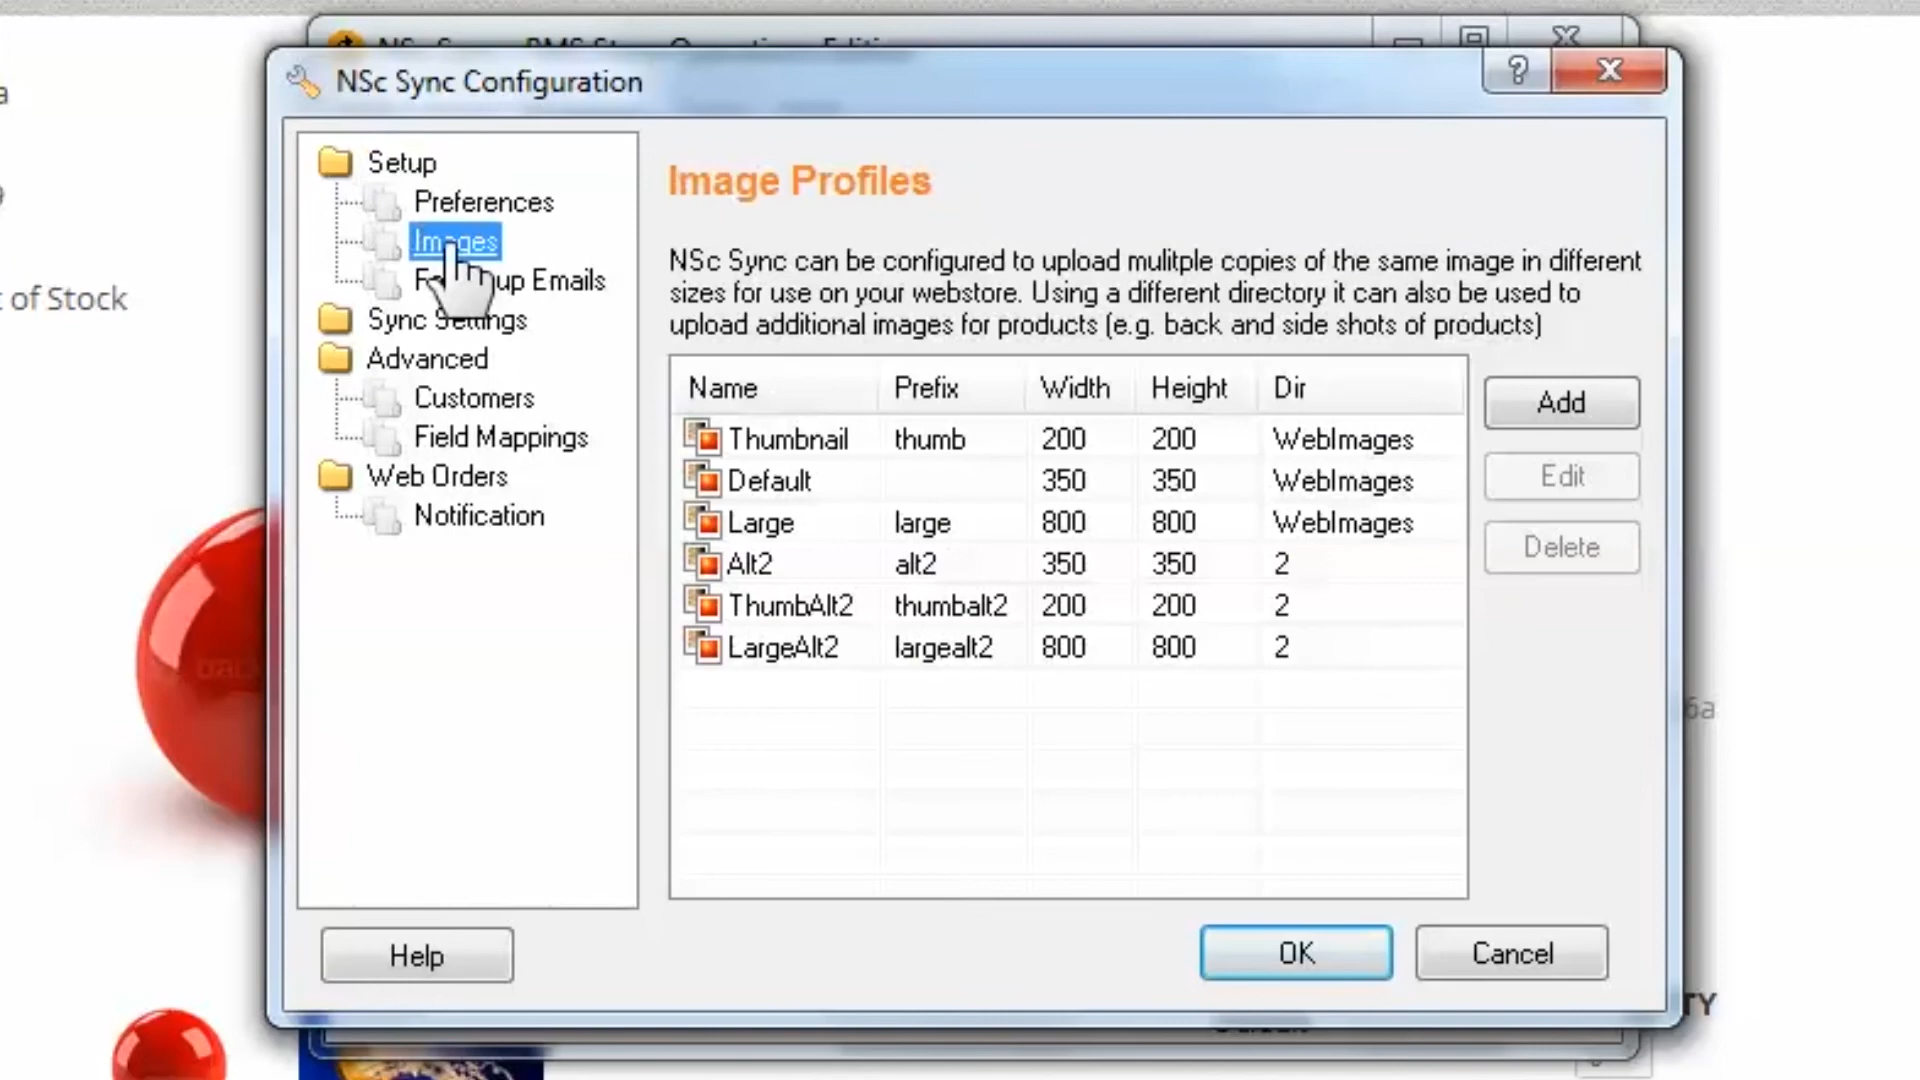 NSc Sync Configuration
?
X
Setup
Preferences
Images
up Emails
Sync Settings
Advanced
Customers
Field Mappings
Web Orders
Notification
Image Profiles
NSc Sync can be configured to upload mulitple copies of the same image in different
sizes for use on your webstore. Using a different directory it can also be used to
upload additional images for products (e.g. back and side shots of products)
Name Prefix Width Height Dir
Thumbnail thumb 200 200 WebImages
Default 350 350 WebImages
Large large 800 800 WebImages
Alt2 alt2 350 350 2
ThumbAlt2 thumbalt2 200 200 2
LargeAlt2 largealt2 800 800 2
Add
Edit
Delete
Help
OK
Cancel
of Stock
6a
TY